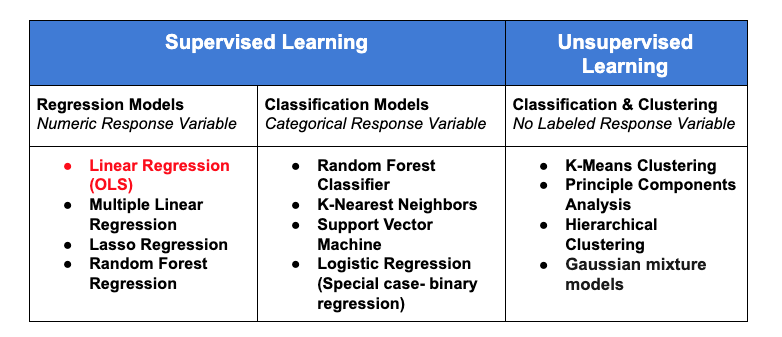 Supervised Learning
Unsupervised
Learning
Regression Models
Numeric Response Variable
Classification Models
Categorical Response Variable
Classification & Clustering
No Labeled Response Variable
● Linear Regression
(OLS)
● Multiple Linear
Regression
● Lasso Regression
● Random Forest
Regression
● Random Forest
Classifier
● K-Nearest Neighbors
● Support Vector
Machine
● Logistic Regression
(Special case- binary
regression)
● K-Means Clustering
● Principle Components
Analysis
● Hierarchical
Clustering
● Gaussian mixture
models